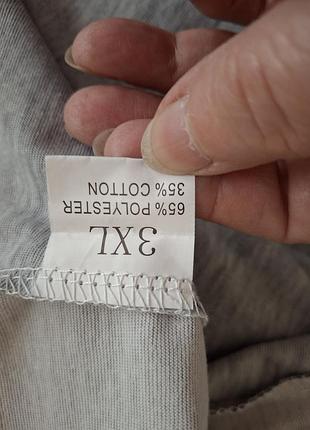 3XL
65% POLYESTER
35% COTTON